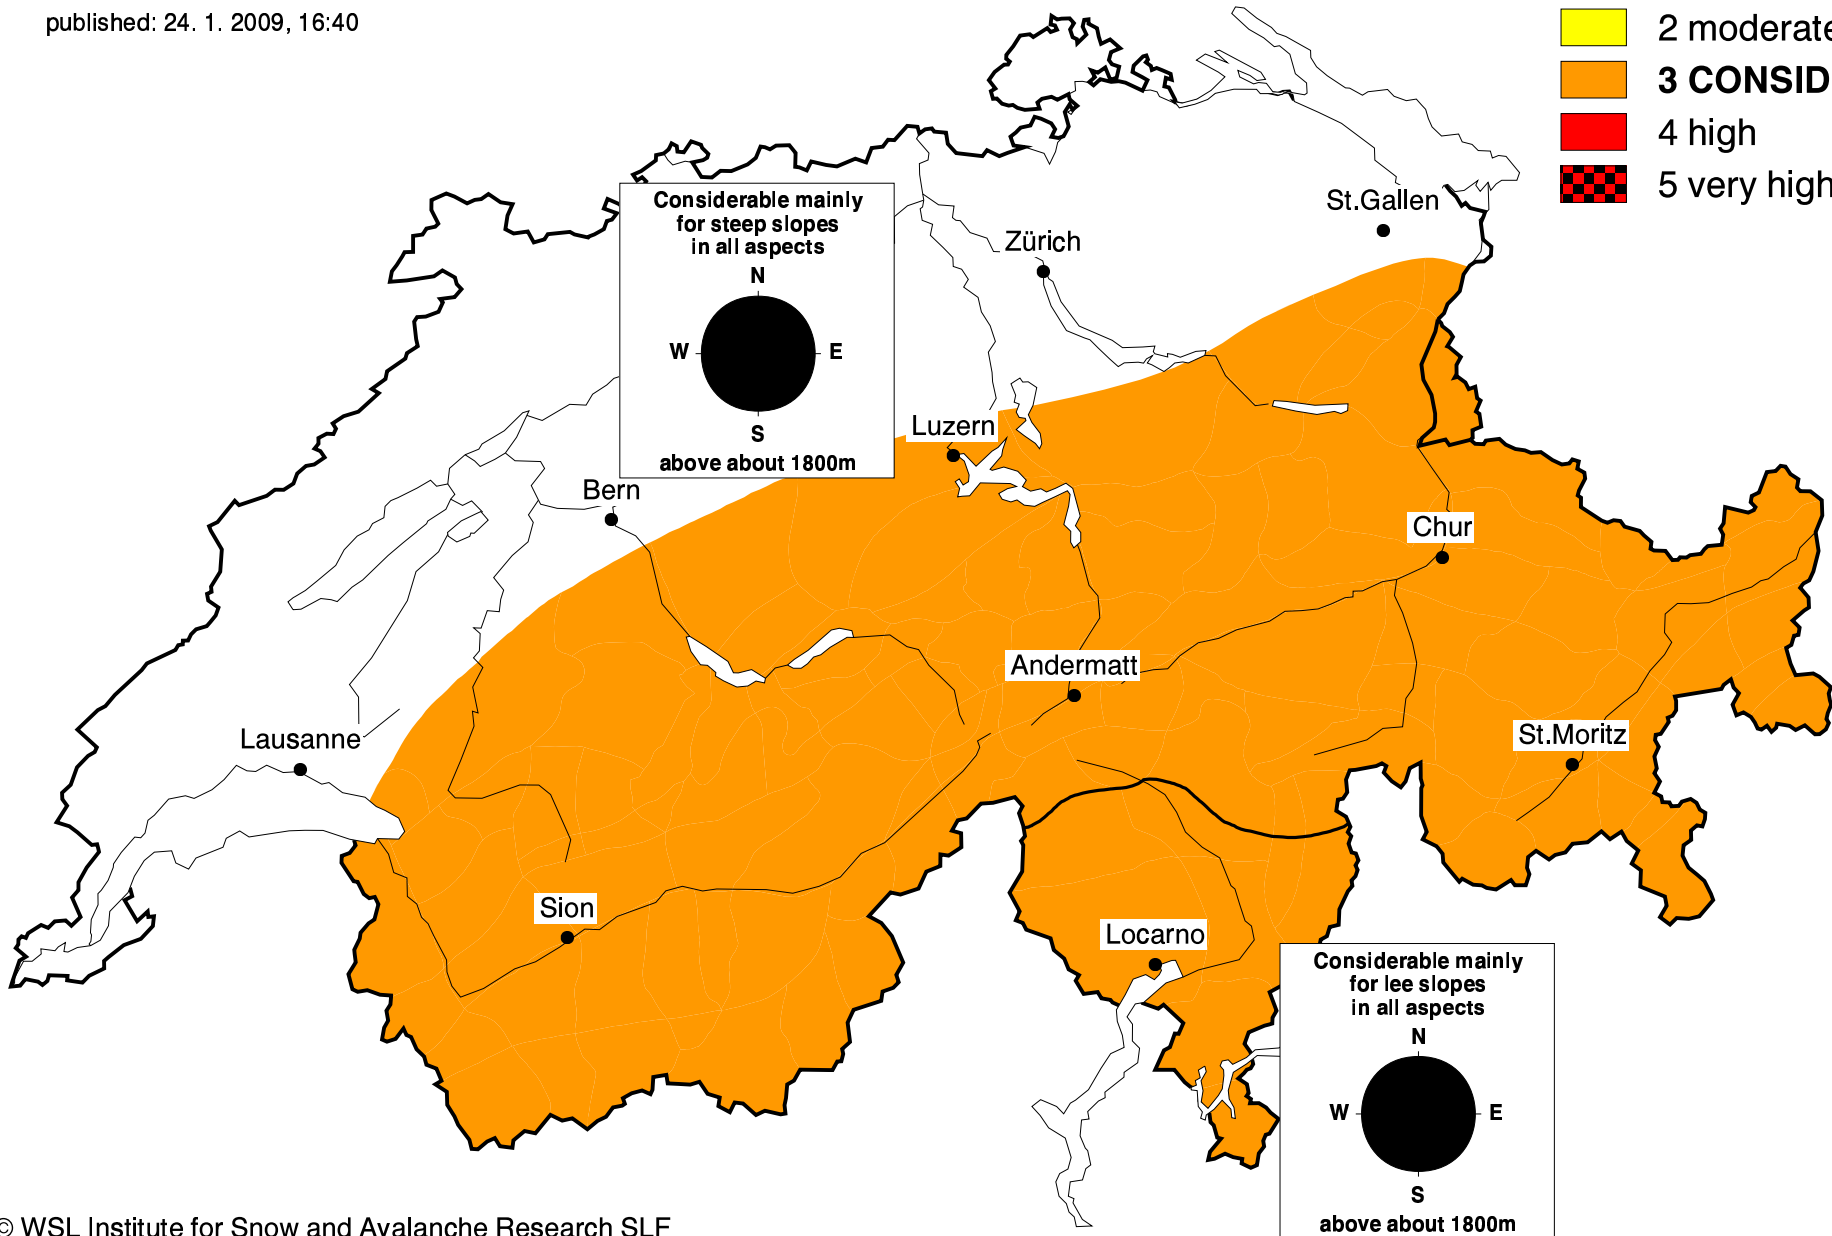 published: 24. 1. 2009, 16:40
2 moderate
3 CONSID
4 high
5 very high
St.Gallen
Zürich
Considerable mainly
for steep slopes
in all aspects
N
W E
S
above about 1800m
Luzern
Bern
Chur
Andermatt
St.Moritz
Lausanne
Sion
Locarno
Considerable mainly
for lee slopes
in all aspects
N
W E
S
above about 1800m
© WSL Institute for Snow and Avalanche Research SLF